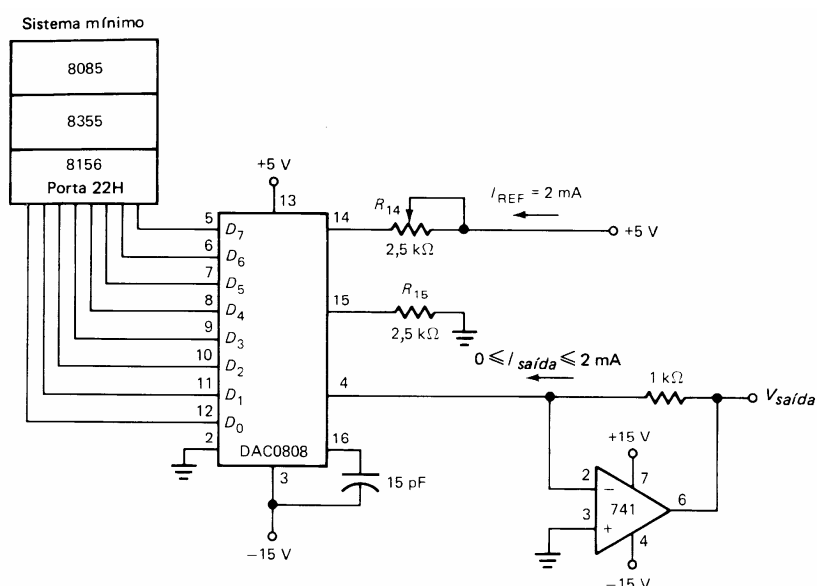 Sistema mínimo
8085
8355
8156
Porta 22H
+5 V
13
5 D7
6 D6
7 D5
8 D4
9 D3
10 D2
11 D1
12 D0
2
DAC0808
3
−15 V
14
R14
2,5 kΩ
IREF = 2 mA
+5 V
15
R15
2,5 kΩ
0 ≤ I saída ≤ 2 mA
4
1 kΩ
Vsaída
16
15 pF
+15 V
7
2 −
741
6
3 +
4
−15 V